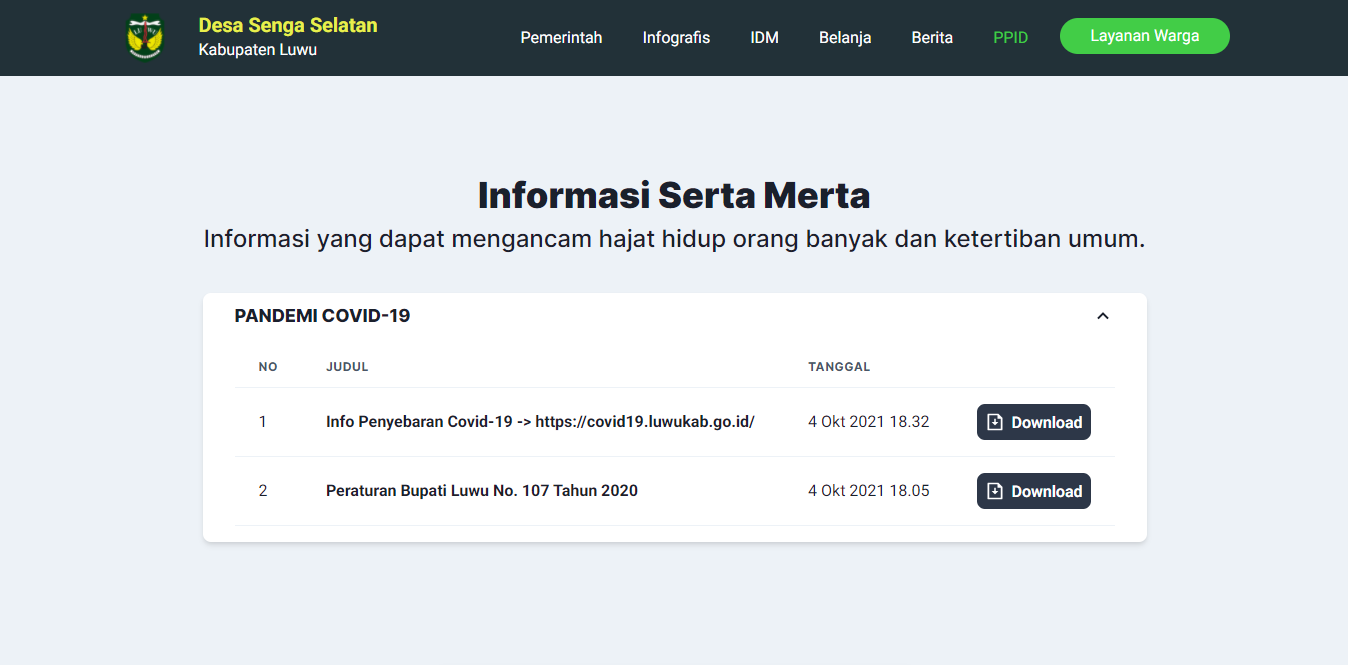 Desa Senga Selatan
Kabupaten Luwu
Pemerintah Infografis IDM Belanja Berita PPID Layanan Warga
Informasi Serta Merta
Informasi yang dapat mengancam hajat hidup orang banyak dan ketertiban umum.
PANDEMI COVID-19
NO JUDUL TANGGAL
1 Info Penyebaran Covid-19 -> https://covid19.luwukab.go.id/ 4 Okt 2021 18.32 Download
2 Peraturan Bupati Luwu No. 107 Tahun 2020 4 Okt 2021 18.05 Download